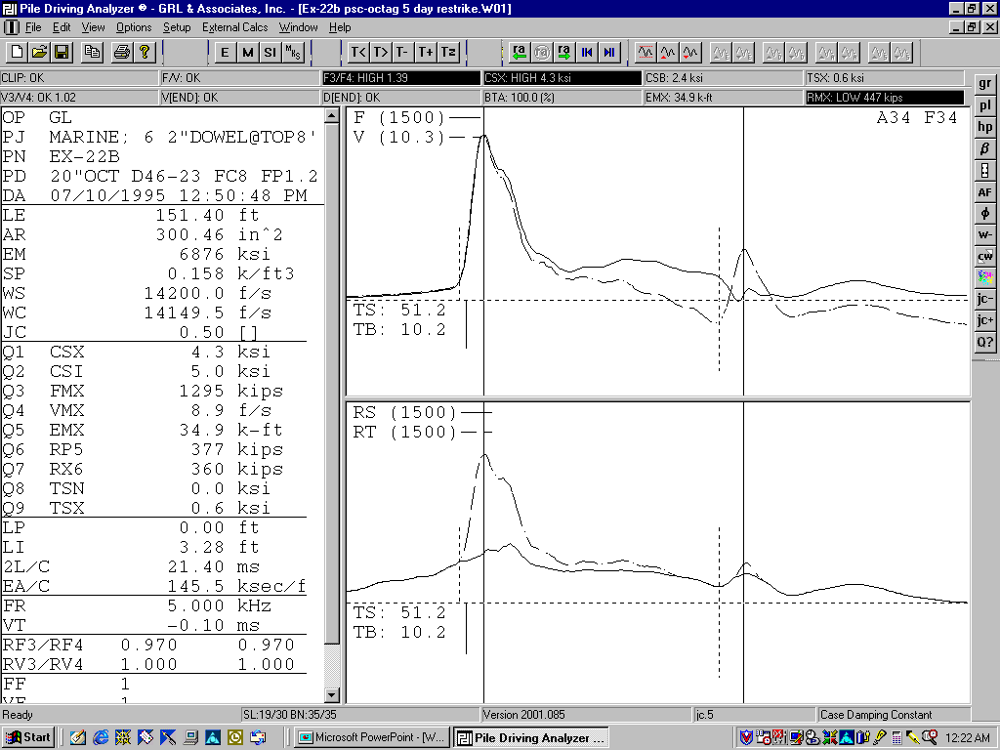 Pile Driving Analyzer ® - GRL & Associates, Inc. - [Ex-22b psc-octag 5 day restrike.W01]
File Edit View Options Setup External Calcs Window Help
E M SI T< T> T- T+ T2 ra ra ra
CLIP: OK F/V: OK F3/F4: HIGH 1.39 CSX: HIGH 4.3 ksi CSB: 2.4 ksi TSX: 0.6 ksi
V3/V4: OK 1.02 V[END]: OK D[END]: OK BTA: 100.0 (%) EMX: 34.9 k-ft RMX: LOW 447 kips
OP GL
PJ MARINE; 6 2"DOWEL@TOP8'
PN EX-22B
PD 20"OCT D46-23 FC8 FP1.2
DA 07/10/1995 12:50:48 PM
LE 151.40 ft
AR 300.46 in^2
EM 6876 ksi
SP 0.158 k/ft3
WS 14200.0 f/s
WC 14149.5 f/s
JC 0.50 []
Q1 CSX 4.3 ksi
Q2 CSI 5.0 ksi
Q3 FMX 1295 kips
Q4 VMX 8.9 f/s
Q5 EMX 34.9 k-ft
Q6 RP5 377 kips
Q7 RX6 360 kips
Q8 TSN 0.0 ksi
Q9 TSX 0.6 ksi
LP 0.00 ft
LI 3.28 ft
2L/C 21.40 ms
EA/C 145.5 ksec/f
FR 5.000 kHz
VT -0.10 ms
RF3/RF4 0.970 0.970
RV3/RV4 1.000 1.000
FF 1
VF 1
F (1500)
V (10.3)
A34 F34
TS: 51.2
TB: 10.2
RS (1500)
RT (1500)
TS: 51.2
TB: 10.2
gr
pl
hp
β
AF
ϕ
w-
cw
jc-
jc+
Q?
Ready SL:19/30 BN:35/35 Version 2001.085 jc.5 Case Damping Constant
Start Microsoft PowerPoint - [W... Pile Driving Analyzer ... 12:22 AM